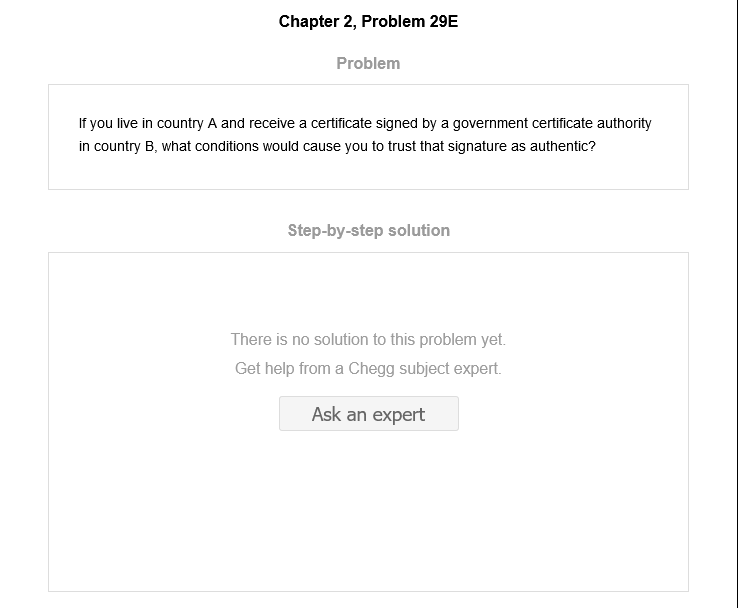 Chapter 2, Problem 29E
Problem
If you live in country A and receive a certificate signed by a government certificate authority
in country B, what conditions would cause you to trust that signature as authentic?
Step-by-step solution
There is no solution to this problem yet.
Get help from a Chegg subject expert.
Ask an expert